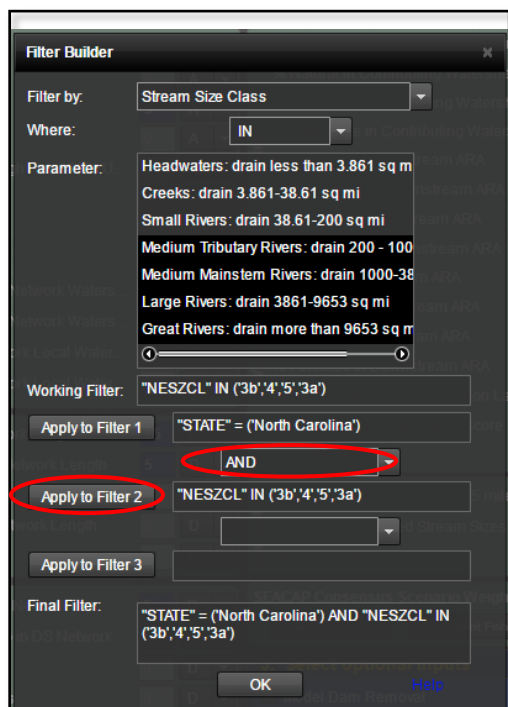 Filter Builder
×
Filter by: Stream Size Class
Where: IN
Parameter: Headwaters: drain less than 3.861 sq m
Creeks: drain 3.861-38.61 sq mi
Small Rivers: drain 38.61-200 sq mi
Medium Tributary Rivers: drain 200 - 100
Medium Mainstem Rivers: drain 1000-38
Large Rivers: drain 3861-9653 sq mi
Great Rivers: drain more than 9653 sq m
Working Filter: "NESZCL" IN ('3b','4','5','3a')
Apply to Filter 1 "STATE" = ('North Carolina')
AND
Apply to Filter 2 "NESZCL" IN ('3b','4','5','3a')
Apply to Filter 3
Final Filter: "STATE" = ('North Carolina') AND "NESZCL" IN
('3b','4','5','3a')
OK Help